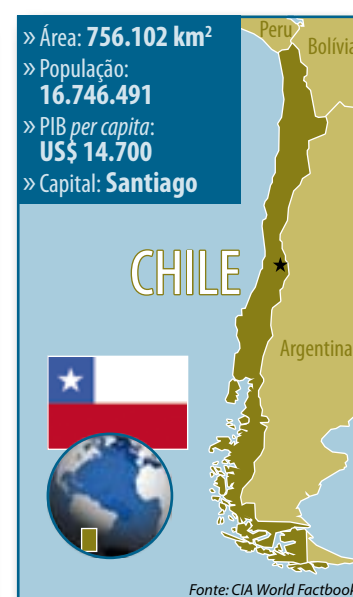 » Área: 756.102 km²
» População:
16.746.491
» PIB per capita:
US$ 14.700
» Capital: Santiago
Peru
Bolívia
CHILE
Argentina
Fonte: CIA World Factbook